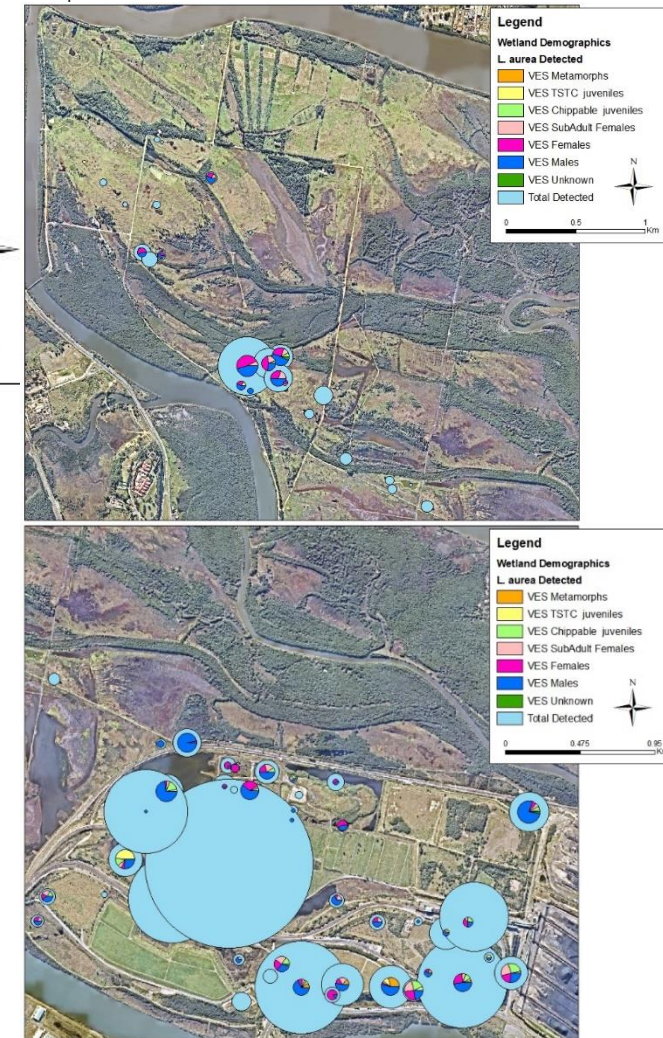 Legend
Wetland Demographics
L. aurea Detected
VES Metamorphs
VES TSTC juveniles
VES Chippable juveniles
VES SubAdult Females
VES Females
VES Males
VES Unknown
Total Detected
N
0 0.5 1
Km
Legend
Wetland Demographics
L. aurea Detected
VES Metamorphs
VES TSTC juveniles
VES Chippable juveniles
VES SubAdult Females
VES Females
VES Males
VES Unknown
Total Detected
N
0 0.475 0.95